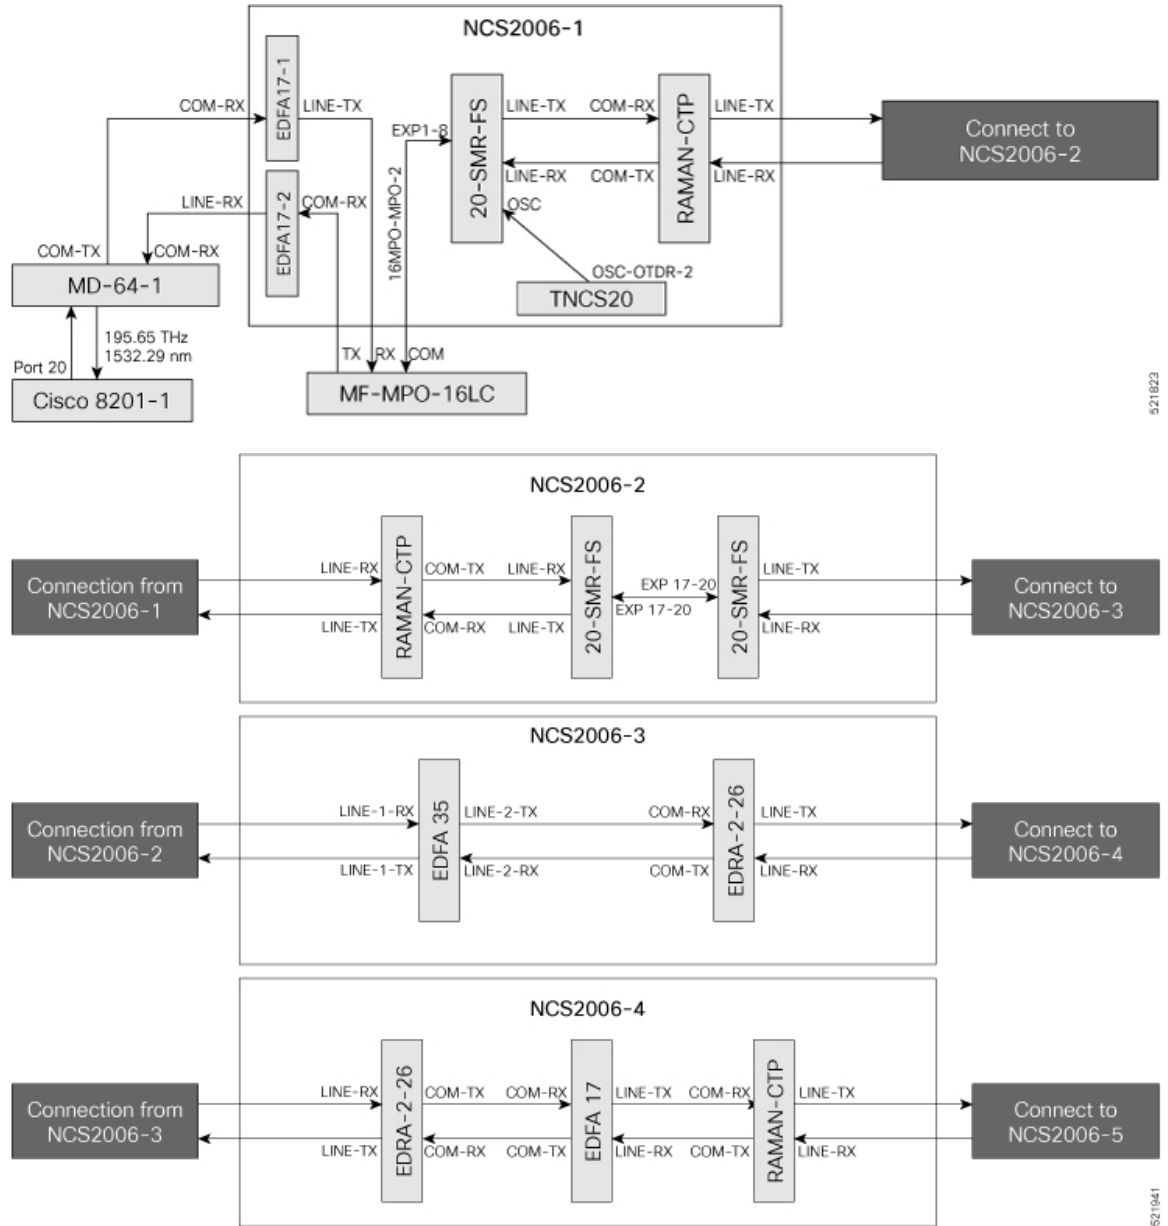 NCS2006-1
EDFA17-1
COM-RX
LINE-TX
EXP1-8
20-SMR-FS
LINE-TX
COM-RX
RAMAN-CTP
LINE-TX
Connect to
NCS2006-2
LINE-RX
COM-TX
LINE-RX
EDFA17-2
LINE-RX
COM-RX
16MPO-MPO-2
OSC
COM-TX
COM-RX
MD-64-1
OSC-OTDR-2
TNCS20
195.65 THz
1532.29 nm
Port 20
TX
RX
COM
Cisco 8201-1
MF-MPO-16LC
521823
NCS2006-2
Connection from
NCS2006-1
LINE-RX
RAMAN-CTP
COM-TX
LINE-RX
20-SMR-FS
EXP 17-20
EXP 17-20
20-SMR-FS
LINE-TX
Connect to
NCS2006-3
LINE-TX
COM-RX
LINE-TX
LINE-RX
NCS2006-3
Connection from
NCS2006-2
LINE-1-RX
EDFA 35
LINE-2-TX
COM-RX
EDRA-2-26
LINE-TX
Connect to
NCS2006-4
LINE-1-TX
LINE-2-RX
COM-TX
LINE-RX
NCS2006-4
Connection from
NCS2006-3
LINE-RX
EDRA-2-26
COM-TX
COM-RX
EDFA 17
LINE-TX
COM-RX
RAMAN-CTP
LINE-TX
Connect to
NCS2006-5
LINE-TX
COM-RX
COM-TX
LINE-RX
COM-TX
LINE-RX
521941